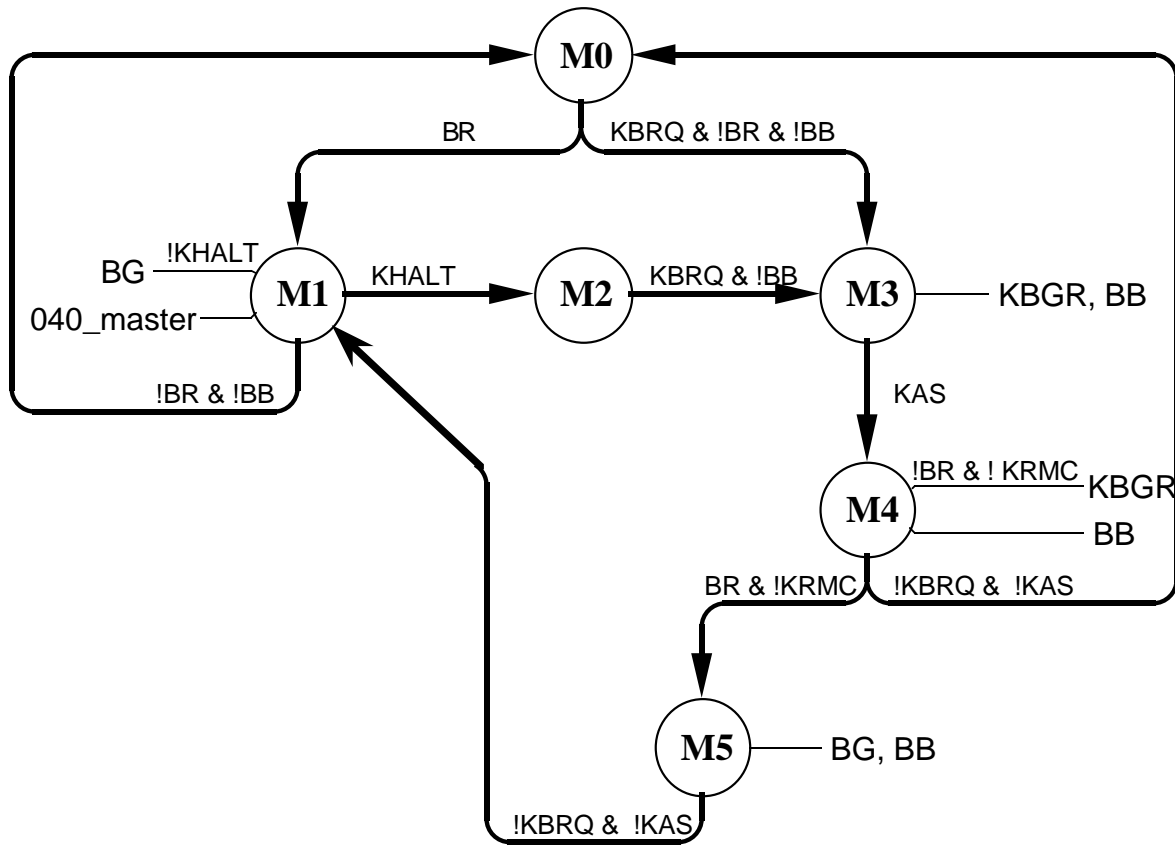 M0
BR
KBRQ & !BR & !BB
!KHALT
BG
040_master
M1
KHALT
M2
KBRQ & !BB
M3
KBGR, BB
!BR & !BB
KAS
M4
!BR & ! KRMC
KBGR
BB
BR & !KRMC
!KBRQ & !KAS
M5
BG, BB
!KBRQ & !KAS